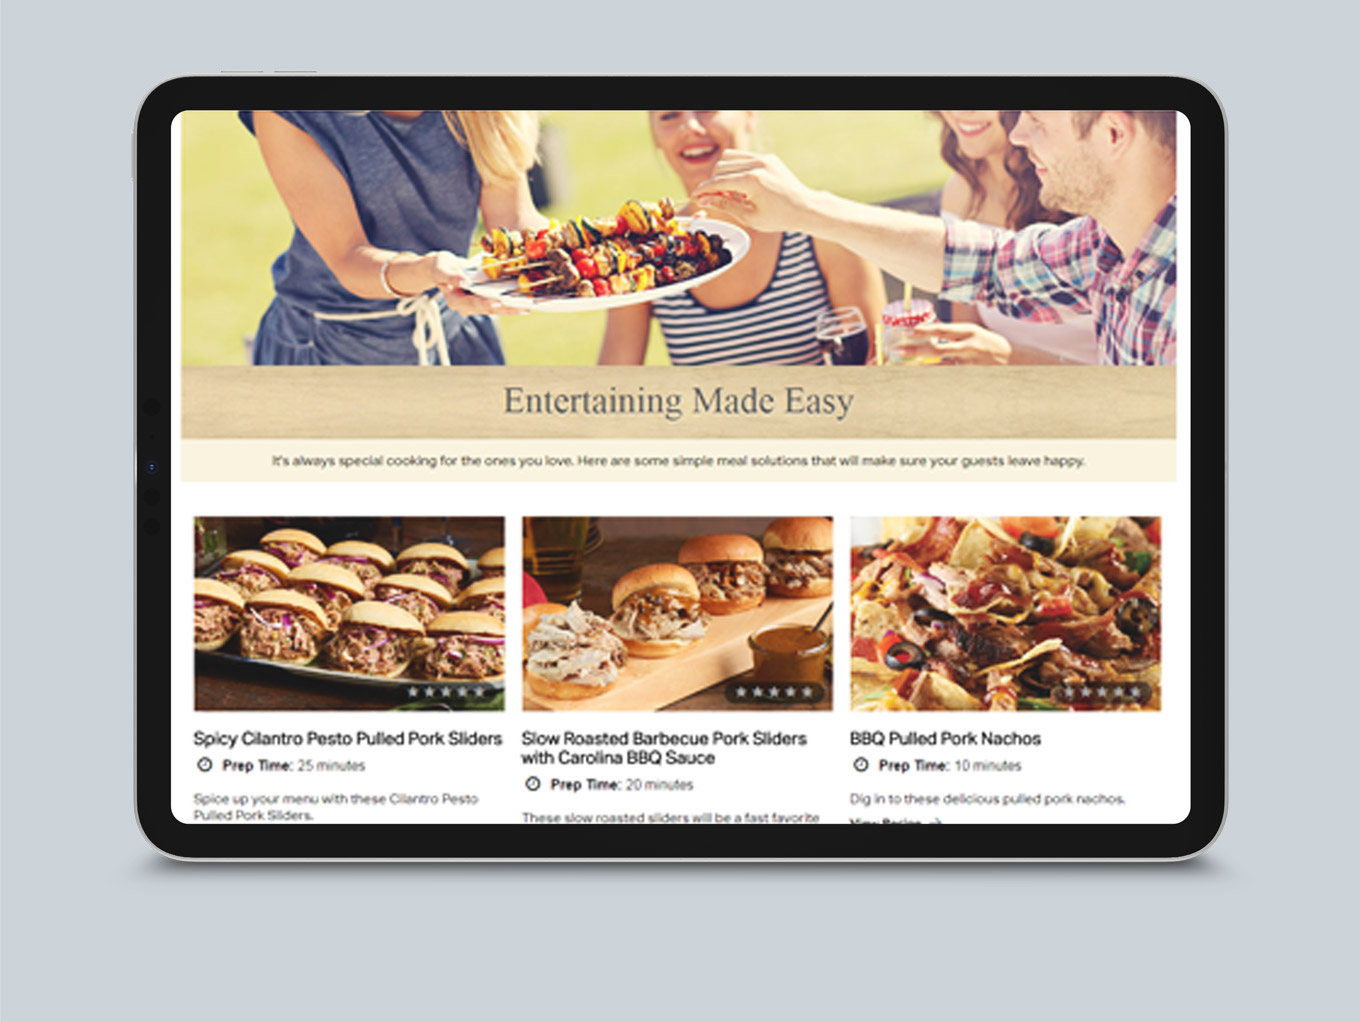 Entertaining Made Easy
It's always special cooking for the ones you love. Here are some simple meal solutions that will make sure your guests leave happy.
Spicy Cilantro Pesto Pulled Pork Sliders
Prep Time: 25 minutes
Spice up your menu with these Cilantro Pesto
Pulled Pork Sliders.
Slow Roasted Barbecue Pork Sliders
with Carolina BBQ Sauce
Prep Time: 20 minutes
These slow roasted sliders will be a fast favorite
BBQ Pulled Pork Nachos
Prep Time: 10 minutes
Dig in to these delicious pulled pork nachos.
View Recipe